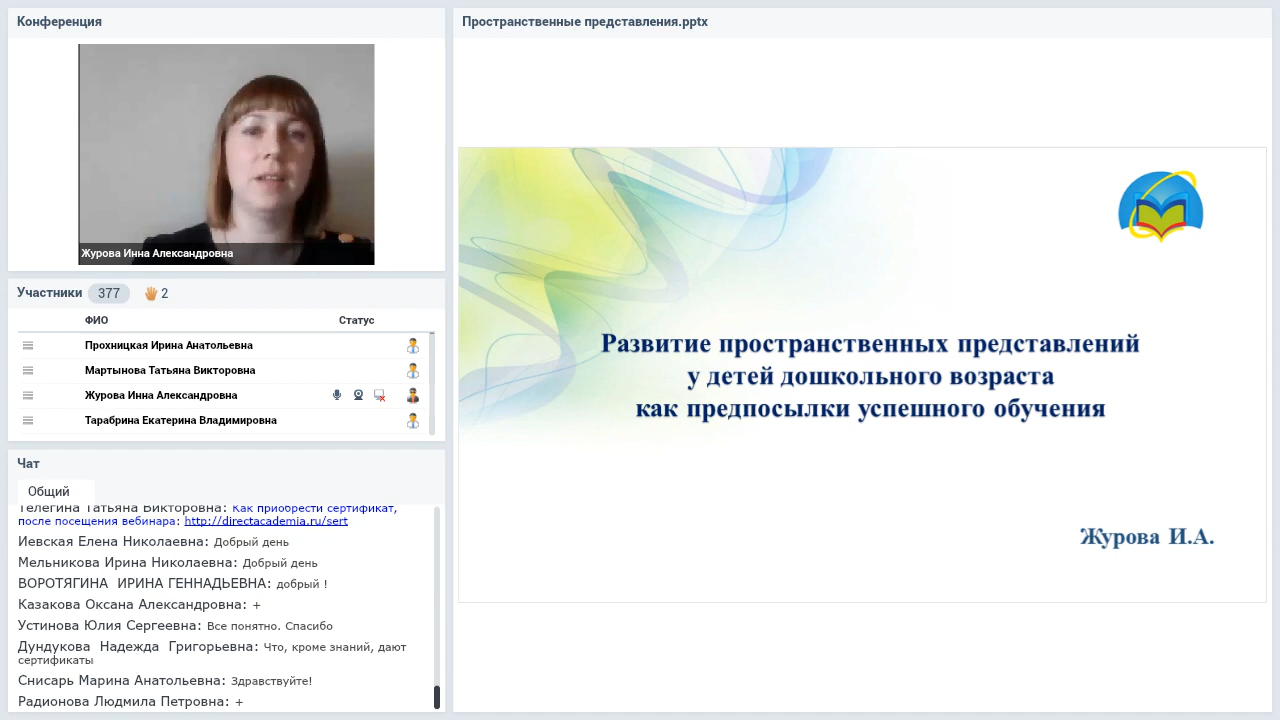 Конференция
Журова Инна Александровна
Участники 377 2
ФИО Статус
Прохницкая Ирина Анатольевна
Мартынова Татьяна Викторовна
Журова Инна Александровна
Тарабрина Екатерина Владимировна
Чат
Общий
Телегина Татьяна Викторовна: Как приобрести сертификат,
после посещения вебинара: http://directacademia.ru/sert
Иевская Елена Николаевна: Добрый день
Мельникова Ирина Николаевна: Добрый день
ВОРОТЯГИНА ИРИНА ГЕННАДЬЕВНА: добрый !
Казакова Оксана Александровна: +
Устинова Юлия Сергеевна: Все понятно. Спасибо
Дундукова Надежда Григорьевна: Что, кроме знаний, дают
сертификаты
Снисарь Марина Анатольевна: Здравствуйте!
Радионова Людмила Петровна: +
Пространственные представления.pptx
Развитие пространственных представлений
у детей дошкольного возраста
как предпосылки успешного обучения
Журова И.А.